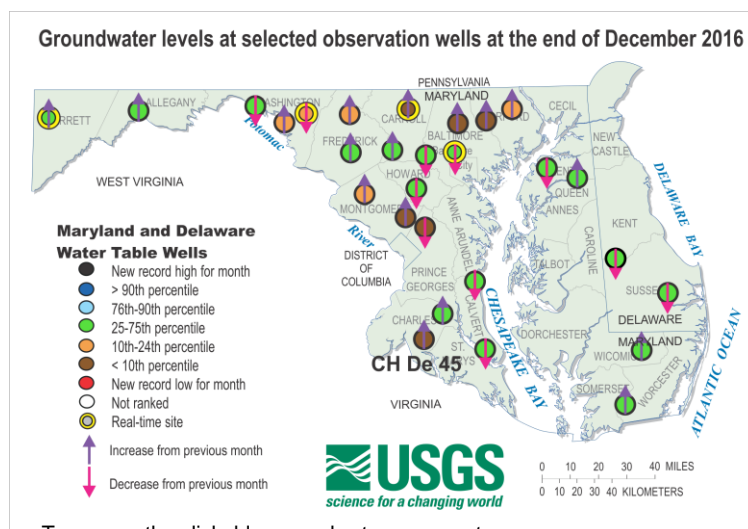 Groundwater levels at selected observation wells at the end of December 2016
PENNSYLVANIA
MARYLAND
ALLEGANY
CECIL
Potomac
FREDERICK
BALTIMORE
NEW
CASTLE
WEST VIRGINIA
HOWARD
QUEEN
ANNES
DELAWARE BAY
MONTGOMERY
ANNE ARUNDEL
KENT
River
DISTRICT
OF
COLUMBIA
CAROLINE
TALBOT
PRINCE
GEORGES
CHESAPEAKE BAY
CALVERT
SUSSEX
DELAWARE
MARYLAND
CHARLES
DORCHESTER
WICOMICO
CH De 45
ST.
SOMERSET
WORCESTER
ATLANTIC OCEAN
VIRGINIA
Maryland and Delaware
Water Table Wells
New record high for month
> 90th percentile
76th-90th percentile
25-75th percentile
10th-24th percentile
< 10th percentile
New record low for month
Not ranked
Real-time site
Increase from previous month
Decrease from previous month
USGS
science for a changing world
0 10 20 30 40 MILES
0 10 20 30 40 KILOMETERS